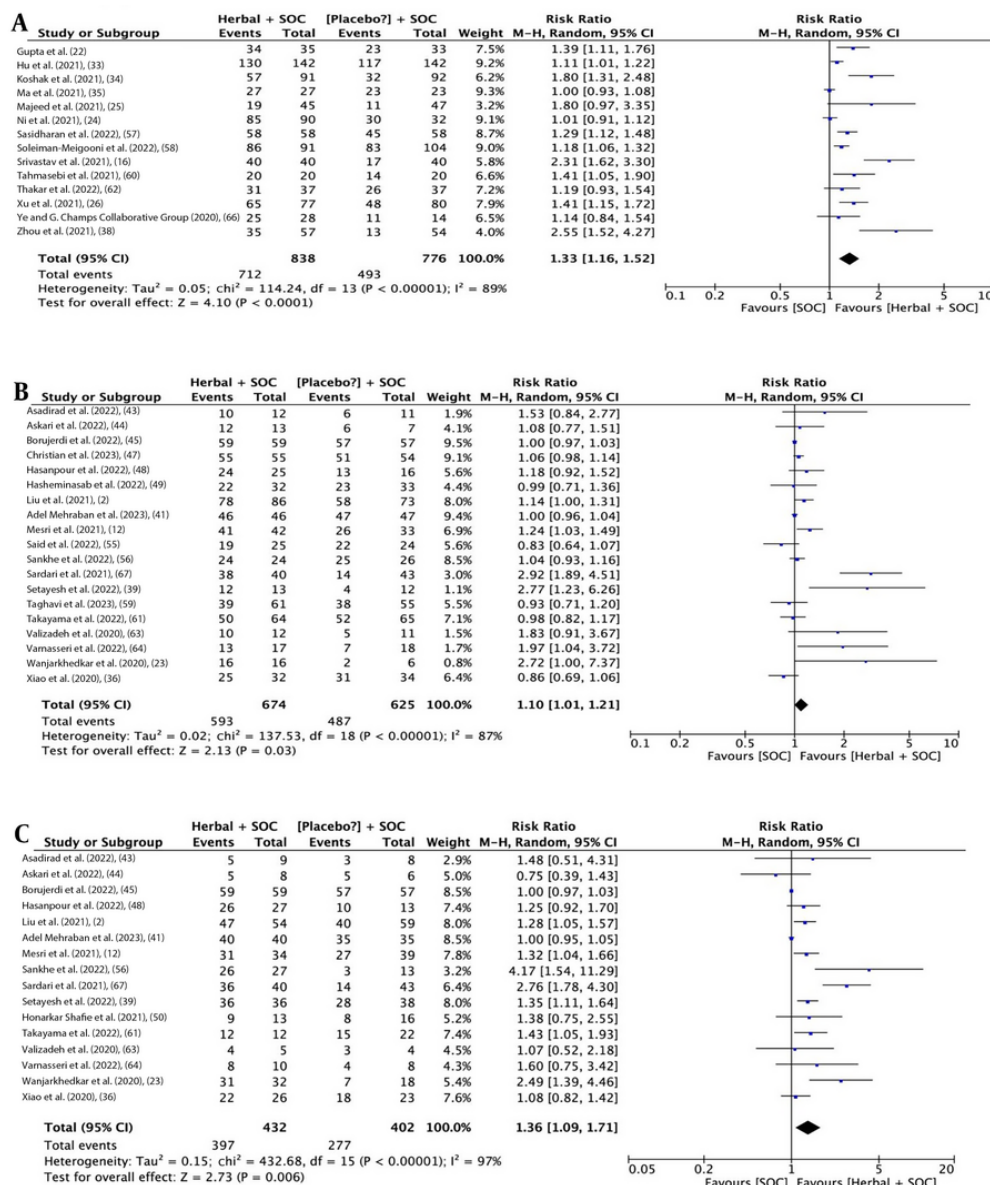 A
Herbal + SOC [Placebo?] + SOC Risk Ratio Risk Ratio
Study or Subgroup Events Total Events Total Weight M-H, Random, 95% CI M-H, Random, 95% CI
Gupta et al. (22) 34 35 23 33 7.5% 1.39 [1.11, 1.76]
Hu et al. (2021), (33) 130 142 117 142 9.2% 1.11 [1.01, 1.22]
Koshak et al. (2021), (34) 57 91 32 92 6.0% 1.80 [1.31, 2.48]
Ma et al. (35) 27 27 23 23 9.4% 1.00 [0.93, 1.08]
Majeed et al. (2021), (25) 19 45 11 47 3.2% 1.80 [0.97, 3.35]
Ni et al. (2021), (24) 85 90 30 32 9.1% 1.01 [0.91, 1.12]
Sasidharan et al. (2022), (57) 58 58 45 58 8.7% 1.29 [1.12, 1.48]
Soleiman-Meigooni et al. (2022), (58) 86 91 83 104 9.0% 1.18 [1.06, 1.32]
Srivastav et al. (2021), (16) 40 40 17 40 5.8% 2.31 [1.62, 3.30]
Tahmasebi et al. (2021), (60) 20 20 14 20 6.6% 1.41 [1.05, 1.90]
Thakar et al. (2022), (62) 31 37 26 37 7.2% 1.19 [0.93, 1.54]
Xu et al. (2021), (26) 65 77 48 80 7.9% 1.41 [1.15, 1.72]
Ye and G. Champs Collaborative Group (2020), (66) 25 28 11 14 6.5% 1.14 [0.84, 1.54]
Zhou et al. (2021), (38) 35 57 13 54 4.0% 2.55 [1.52, 4.27]
Total (95% CI) 838 776 100.0% 1.33 [1.16, 1.52]
Total events 712 493
Heterogeneity: Tau² = 0.05; chi² = 114.24, df = 13 (P < 0.00001); I² = 89%
Test for overall effect: Z = 4.10 (P < 0.0001)
0.1 0.2 0.5 1 2 5 10
Favours [SOC] Favours [Herbal + SOC]
B
Herbal + SOC [Placebo?] + SOC Risk Ratio Risk Ratio
Study or Subgroup Events Total Events Total Weight M-H, Random, 95% CI M-H, Random, 95% CI
Asadirad et al. (2022), (43) 10 12 6 11 1.9% 1.53 [0.84, 2.77]
Askari et al. (2022), (44) 12 13 6 7 4.1% 1.08 [0.77, 1.51]
Borujerdi et al. (2022), (45) 59 59 57 57 9.5% 1.00 [0.97, 1.03]
Christian et al. (2023), (47) 55 55 51 54 9.0% 1.06 [0.98, 1.14]
Hasanpour et al. (2022), (48) 24 25 13 16 5.6% 1.18 [0.92, 1.52]
Hasheminasab et al. (2022), (49) 22 32 23 33 4.4% 0.99 [0.71, 1.36]
Liu et al. (2021), (2) 78 86 58 73 8.0% 1.14 [1.00, 1.31]
Adel Mehraban et al. (2023), (41) 46 46 47 47 9.4% 1.00 [0.96, 1.04]
Mesri et al. (2021), (12) 41 42 26 33 7.0% 1.24 [1.03, 1.49]
Said et al. (2022), (55) 19 25 22 24 5.6% 0.83 [0.64, 1.07]
Sankhe et al. (2022), (56) 24 24 25 26 8.4% 1.04 [0.93, 1.16]
Sardari et al. (2021), (67) 38 40 14 43 3.0% 2.92 [1.89, 4.51]
Setayesh et al. (2022), (39) 12 13 4 12 1.1% 2.77 [1.23, 6.26]
Taghavi et al. (2023), (59) 39 61 38 55 5.5% 0.93 [0.71, 1.20]
Takayama et al. (2022), (61) 50 64 52 65 7.2% 0.98 [0.82, 1.17]
Valizadeh et al. (2020), (63) 10 12 5 11 1.5% 1.83 [0.91, 3.67]
Varnasseri et al. (2022), (64) 13 17 7 18 1.7% 1.97 [1.04, 3.72]
Wanjarkhedkar et al. (2020), (23) 16 16 2 6 0.8% 2.72 [1.00, 7.37]
Xiao et al. (2020), (36) 25 32 31 34 6.4% 0.86 [0.69, 1.06]
Total (95% CI) 674 625 100.0% 1.10 [1.01, 1.21]
Total events 593 487
Heterogeneity: Tau² = 0.02; chi² = 137.53, df = 18 (P < 0.00001); I² = 87%
Test for overall effect: Z = 2.13 (P = 0.03)
0.1 0.2 0.5 1 2 5 10
Favours [SOC] Favours [Herbal + SOC]
C
Herbal + SOC [Placebo?] + SOC Risk Ratio Risk Ratio
Study or Subgroup Events Total Events Total Weight M-H, Random, 95% CI M-H, Random, 95% CI
Asadirad et al. (2022), (43) 5 9 3 8 2.9% 1.48 [0.51, 4.31]
Askari et al. (2022), (44) 5 8 5 6 5.0% 0.75 [0.39, 1.43]
Borujerdi et al. (2022), (45) 59 59 57 57 8.5% 1.00 [0.97, 1.03]
Hasanpour et al. (2022), (48) 26 27 10 13 7.4% 1.25 [0.92, 1.70]
Liu et al. (2021), (2) 47 54 40 59 8.0% 1.28 [1.05, 1.57]
Adel Mehraban et al. (2023), (41) 40 40 35 35 8.5% 1.00 [0.95, 1.05]
Mesri et al. (2021), (12) 31 34 27 39 7.8% 1.32 [1.04, 1.66]
Sankhe et al. (2022), (56) 26 27 3 13 3.2% 4.17 [1.54, 11.29]
Sardari et al. (2021), (67) 36 40 14 43 6.4% 2.76 [1.78, 4.30]
Setayesh et al. (2022), (39) 36 36 28 38 8.0% 1.35 [1.11, 1.64]
Honarkar Shafie et al. (2021), (50) 9 13 8 16 5.2% 1.38 [0.75, 2.55]
Takayama et al. (2022), (61) 12 12 15 22 7.4% 1.43 [1.05, 1.93]
Valizadeh et al. (2020), (63) 4 5 3 4 4.5% 1.07 [0.52, 2.18]
Varnasseri et al. (2022), (64) 8 10 4 8 4.3% 1.60 [0.75, 3.42]
Wanjarkhedkar et al. (2020), (23) 31 32 7 18 5.4% 2.49 [1.39, 4.46]
Xiao et al. (2020), (36) 22 26 18 23 7.6% 1.08 [0.82, 1.42]
Total (95% CI) 432 402 100.0% 1.36 [1.09, 1.71]
Total events 397 277
Heterogeneity: Tau² = 0.15; chi² = 432.68, df = 15 (P < 0.00001); I² = 97%
Test for overall effect: Z = 2.73 (P = 0.006)
0.05 0.2 1 5 20
Favours [SOC] Favours [Herbal + SOC]